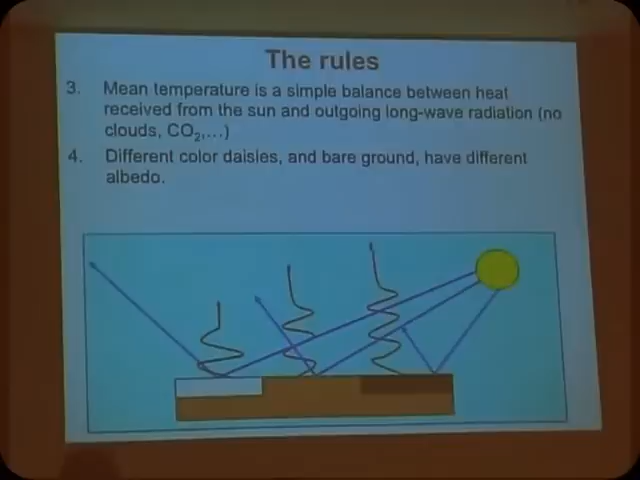 The rules
3. Mean temperature is a simple balance between heat
received from the sun and outgoing long-wave radiation (no
clouds, CO2,...)
4. Different color daisies, and bare ground, have different
albedo.